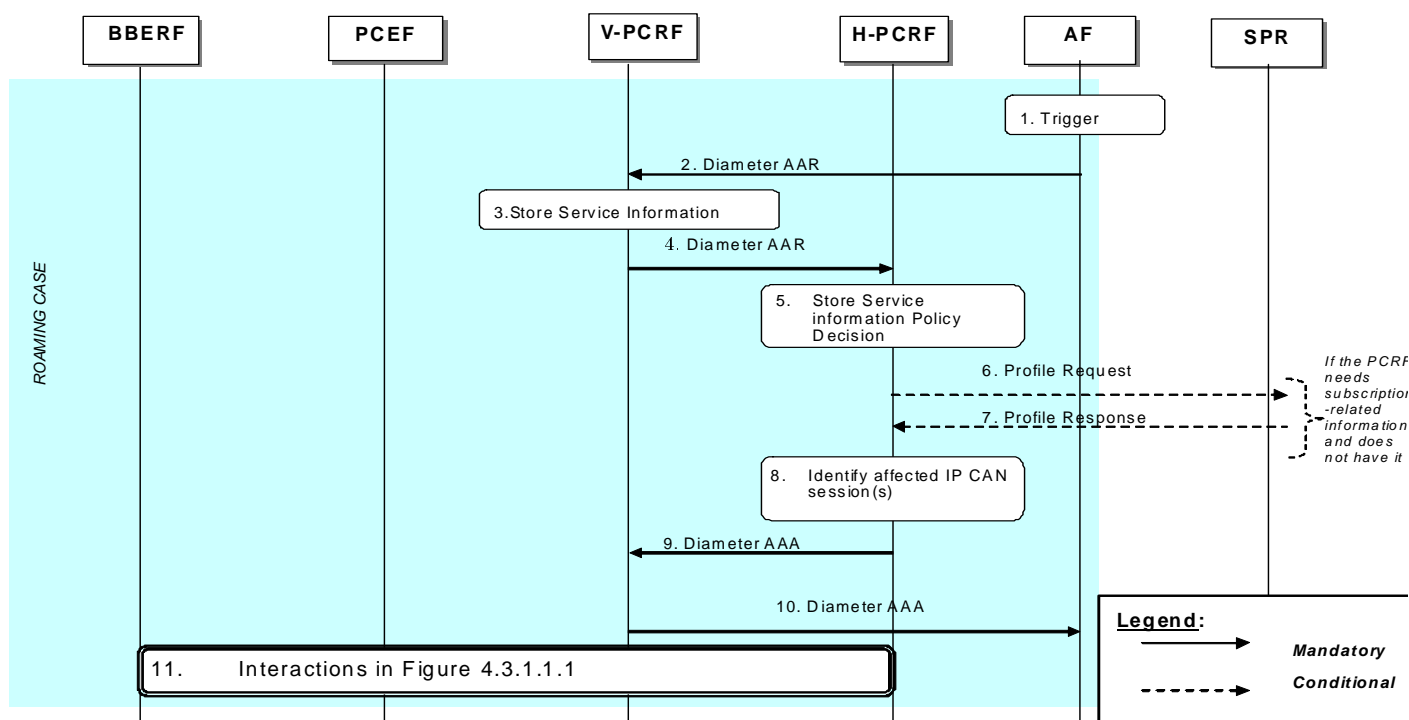 BBERF
PCEF
V-PCRF
H-PCRF
AF
SPR
1. Trigger
2. Diameter AAR
3.Store Service Information
4. Diameter AAR
5. Store Service
information Policy
Decision
6. Profile Request
7. Profile Response
If the PCRF
needs
subscription
-related
information
and does
not have it
ROAMING CASE
8. Identify affected IP CAN
session(s)
9. Diameter AAA
10. Diameter AAA
11. Interactions in Figure 4.3.1.1.1
Legend:
Mandatory
Conditional